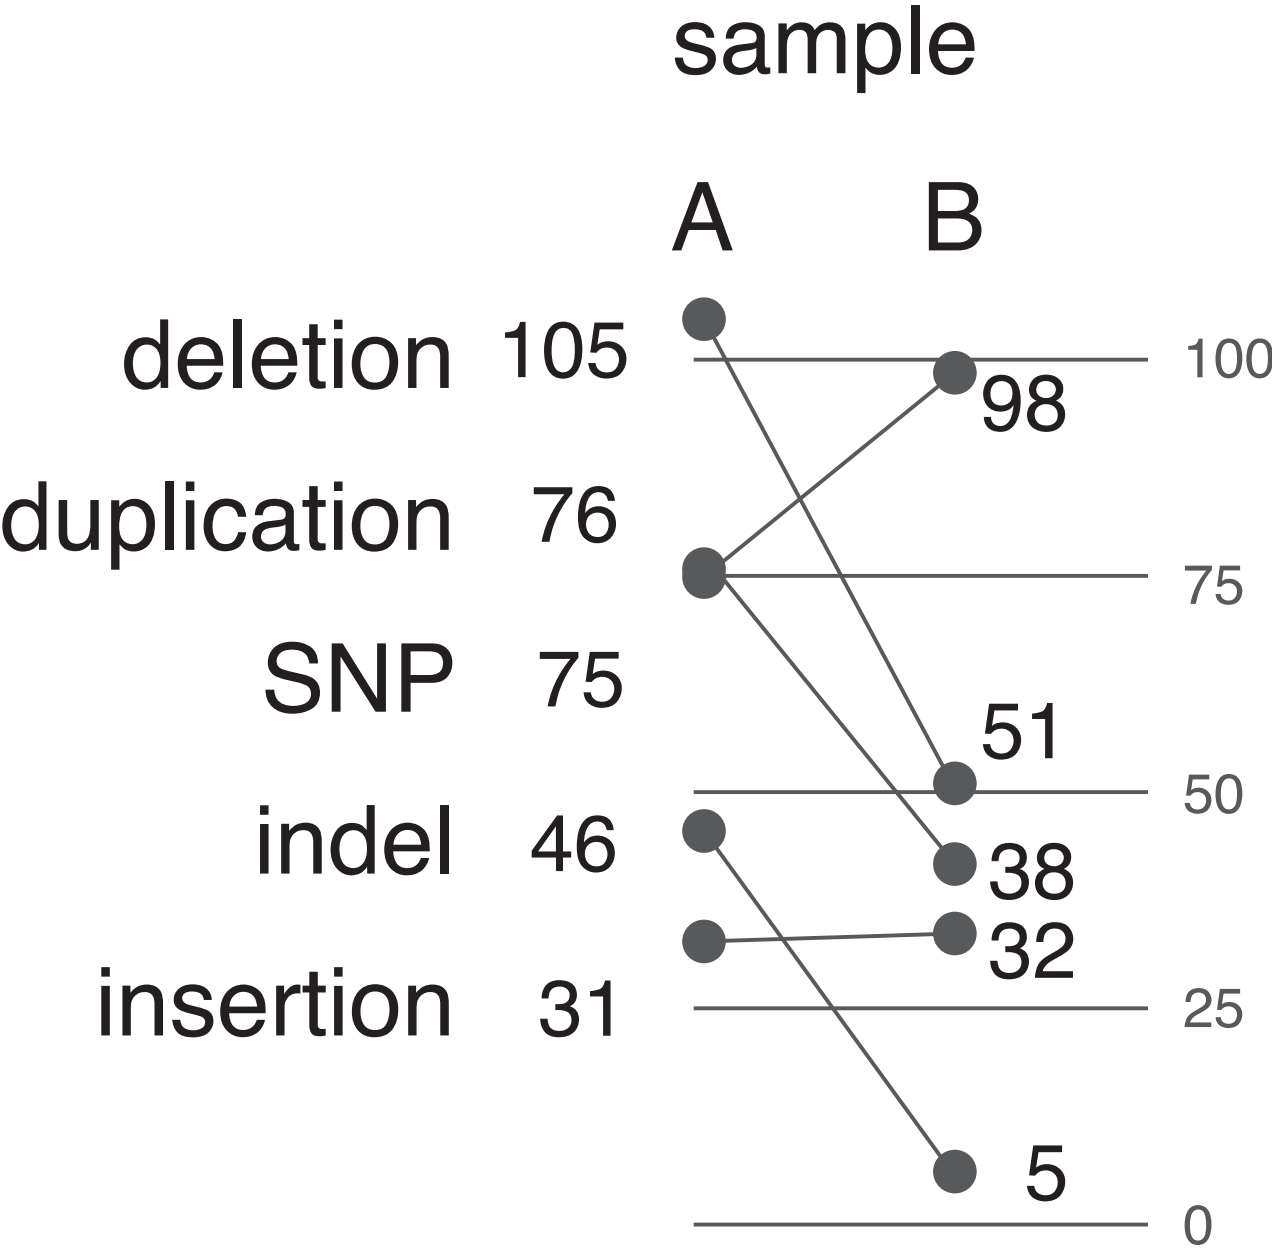 sample
A B
deletion 105 100
98
duplication 76 75
SNP 75
51
50
indel 46 38
32
insertion 31 25
5
0